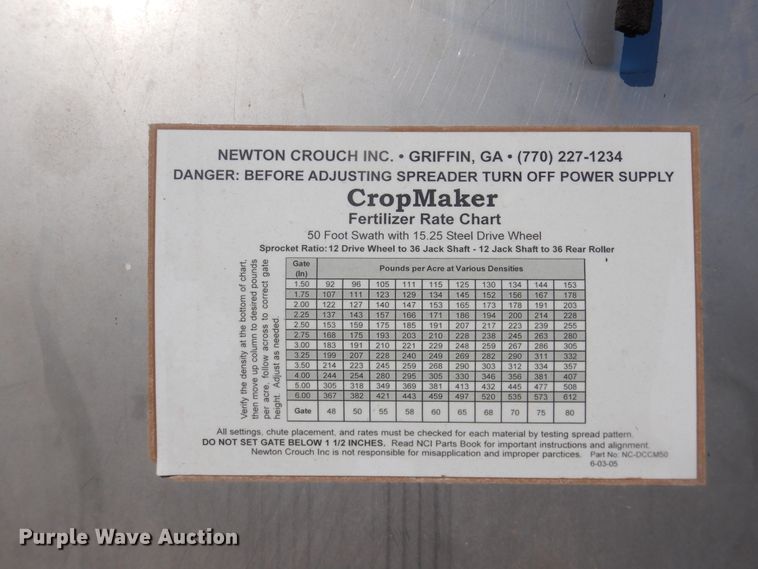 NEWTON CROUCH INC. • GRIFFIN, GA • (770) 227-1234
DANGER: BEFORE ADJUSTING SPREADER TURN OFF POWER SUPPLY
CropMaker
Fertilizer Rate Chart
50 Foot Swath with 15.25 Steel Drive Wheel
Sprocket Ratio: 12 Drive Wheel to 36 Jack Shaft - 12 Jack Shaft to 36 Rear Roller
Verify the density at the bottom of chart,
then move up column to desired pounds
per acre, follow across to correct gate
height. Adjust as needed.
Gate (In) Pounds per Acre at Various Densities
1.50 92 96 105 111 115 125 130 134 144 153
1.75 107 111 123 129 134 145 152 156 167 178
2.00 122 127 140 147 153 165 173 178 191 203
2.25 137 143 157 166 171 186 194 200 214 228
2.50 153 159 175 185 191 207 217 223 239 255
2.75 168 175 193 203 210 228 238 245 263 280
3.00 183 191 210 221 229 248 259 267 286 305
3.25 199 207 228 240 249 269 282 290 311 332
3.50 214 223 245 259 268 290 303 312 334 357
4.00 244 254 280 295 305 330 346 356 381 407
5.00 305 318 349 369 381 413 432 445 477 508
6.00 367 382 421 443 459 497 520 535 573 612
Gate 48 50 55 58 60 65 68 70 75 80
All settings, chute placement, and rates must be checked for each material by testing spread pattern.
DO NOT SET GATE BELOW 1 1/2 INCHES. Read NCI Parts Book for important instructions and alignment.
Newton Crouch Inc is not responsible for misapplication and improper parctices. Part No: NC-DCCM50
6-03-05
Purple Wave Auction